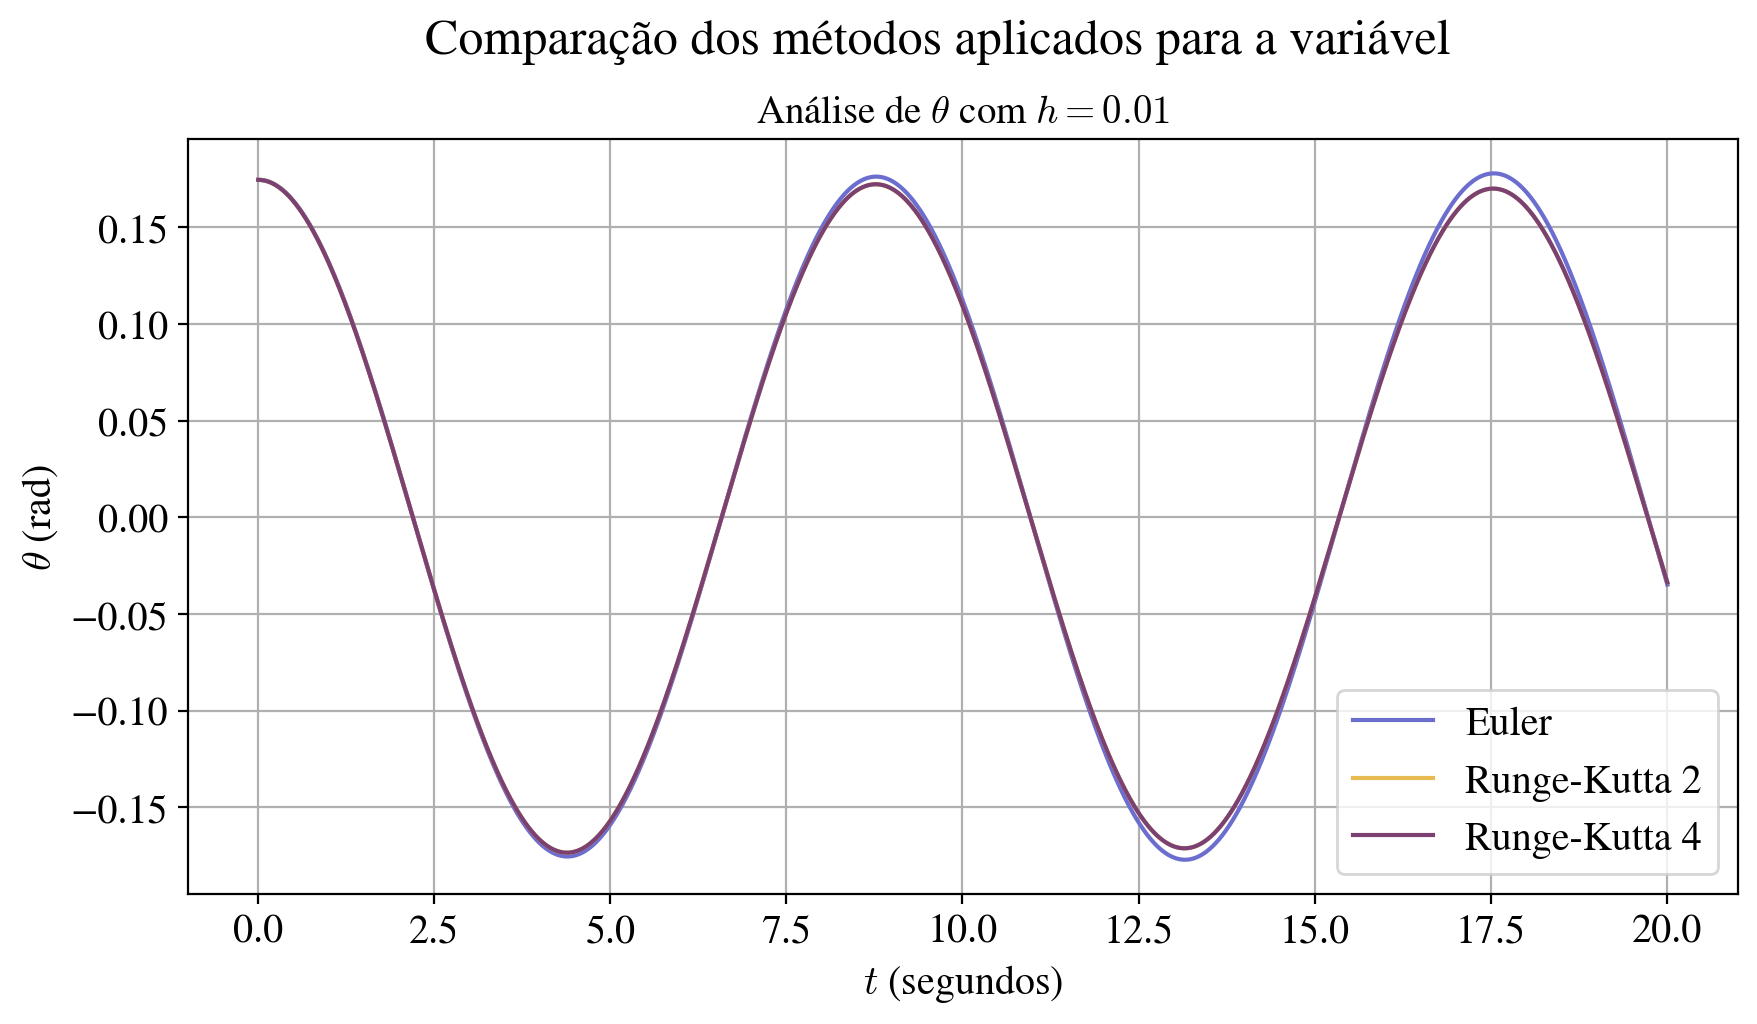 Comparação dos métodos aplicados para a variável
Análise de θ com h = 0.01
θ (rad)
0.15
0.10
0.05
0.00
−0.05
−0.10
−0.15
Euler
Runge-Kutta 2
Runge-Kutta 4
0.0 2.5 5.0 7.5 10.0 12.5 15.0 17.5 20.0
t (segundos)